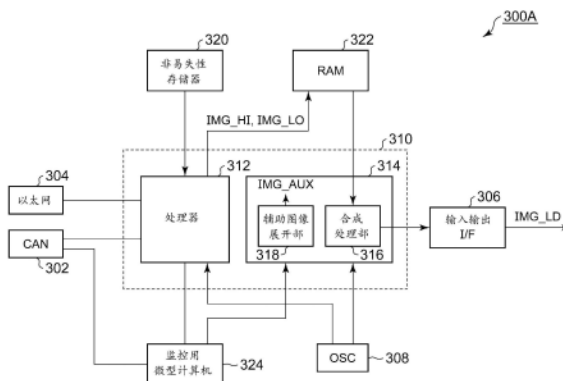 300A
320
322
非易失性
存储器
RAM
IMG_HI, IMG_LO
310
312
314
304
IMG_AUX
306
以太网
处理器
辅助图像
展开部
合成
处理部
输入输出
I/F
IMG_LD
CAN
318
316
302
监控用
微型计算机
324
OSC
308